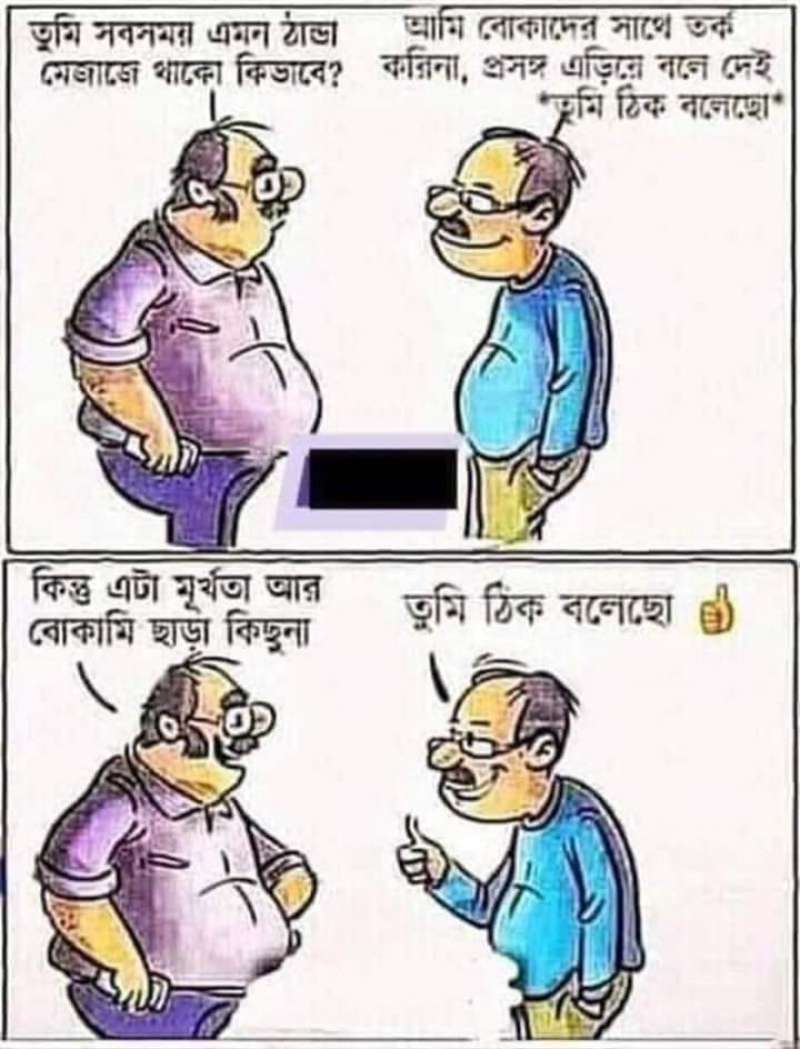 তুমি সবসময় এমন ঠান্ডা
মেজাজে থাকো কিভাবে?
আমি বোকাদের সাথে তর্ক
করিনা, প্রসঙ্গ এড়িয়ে বলে দেই
*তুমি ঠিক বলেছো*
কিন্তু এটা মূর্খতা আর
বোকামি ছাড়া কিছুনা
তুমি ঠিক বলেছো 👍